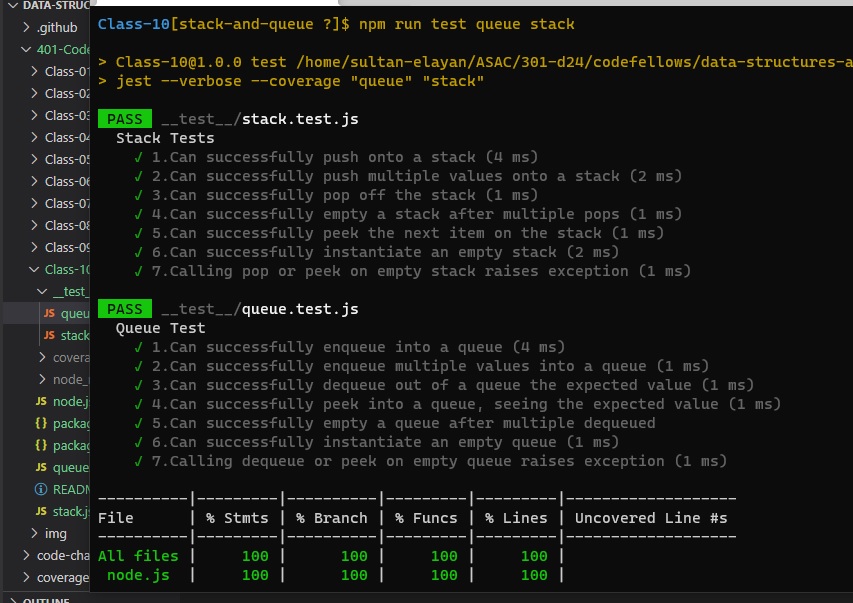 DATA-STRUC
.github
401-Code
Class-01
Class-02
Class-03
Class-04
Class-05
Class-06
Class-07
Class-08
Class-09
Class-10
__test_
JS queu
JS stack
covera
node_
JS node.j
{} packag
{} packag
JS queue
READM
JS stack.js
img
code-cha
coverage
OUTLINE
Class-10[stack-and-queue ?]$ npm run test queue stack
> Class-10@1.0.0 test /home/sultan-elayan/ASAC/301-d24/codefellows/data-structures-a
> jest --verbose --coverage "queue" "stack"
PASS __test__/stack.test.js
Stack Tests
✓ 1.Can successfully push onto a stack (4 ms)
✓ 2.Can successfully push multiple values onto a stack (2 ms)
✓ 3.Can successfully pop off the stack (1 ms)
✓ 4.Can successfully empty a stack after multiple pops (1 ms)
✓ 5.Can successfully peek the next item on the stack (1 ms)
✓ 6.Can successfully instantiate an empty stack (2 ms)
✓ 7.Calling pop or peek on empty stack raises exception (1 ms)
PASS __test__/queue.test.js
Queue Test
✓ 1.Can successfully enqueue into a queue (4 ms)
✓ 2.Can successfully enqueue multiple values into a queue (1 ms)
✓ 3.Can successfully dequeue out of a queue the expected value (1 ms)
✓ 4.Can successfully peek into a queue, seeing the expected value (1 ms)
✓ 5.Can successfully empty a queue after multiple dequeued
✓ 6.Can successfully instantiate an empty queue (1 ms)
✓ 7.Calling dequeue or peek on empty queue raises exception (1 ms)
----------|---------|----------|---------|---------|-------------------
File | % Stmts | % Branch | % Funcs | % Lines | Uncovered Line #s
----------|---------|----------|---------|---------|-------------------
All files | 100 | 100 | 100 | 100 |
node.js | 100 | 100 | 100 | 100 |